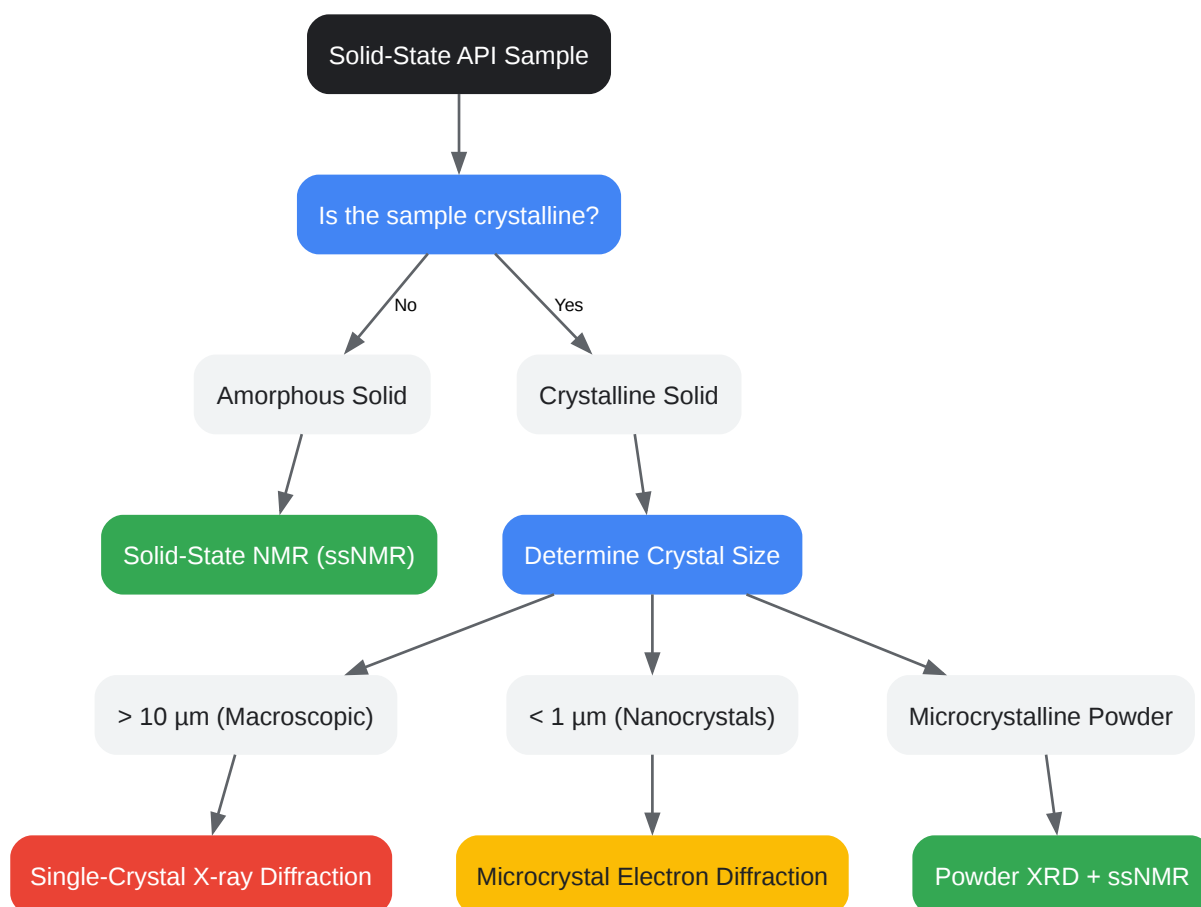 Solid-State API Sample
Is the sample crystalline?
No
Yes
Amorphous Solid
Crystalline Solid
Solid-State NMR (ssNMR)
Determine Crystal Size
> 10 µm (Macroscopic)
< 1 µm (Nanocrystals)
Microcrystalline Powder
Single-Crystal X-ray Diffraction
Microcrystal Electron Diffraction
Powder XRD + ssNMR